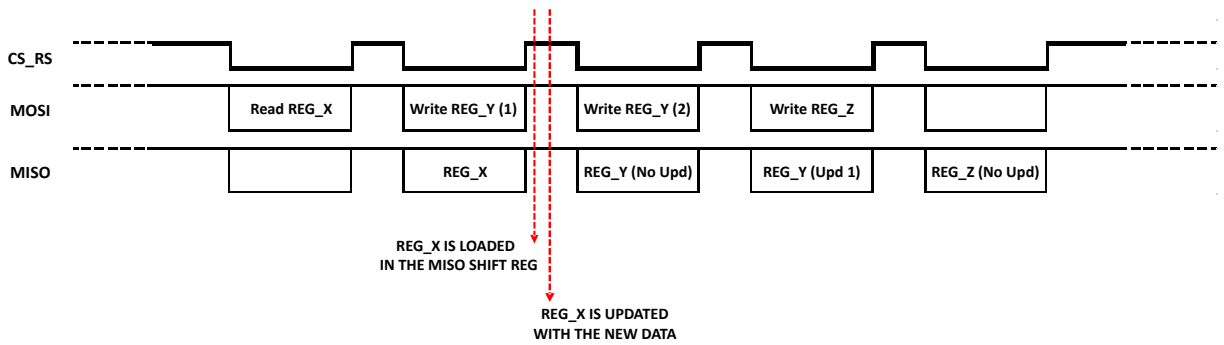 CS_RS
MOSI
Read REG_X
Write REG_Y (1)
Write REG_Y (2)
Write REG_Z
MISO
REG_X
REG_Y (No Upd)
REG_Y (Upd 1)
REG_Z (No Upd)
REG_X IS LOADED
IN THE MISO SHIFT REG
REG_X IS UPDATED
WITH THE NEW DATA